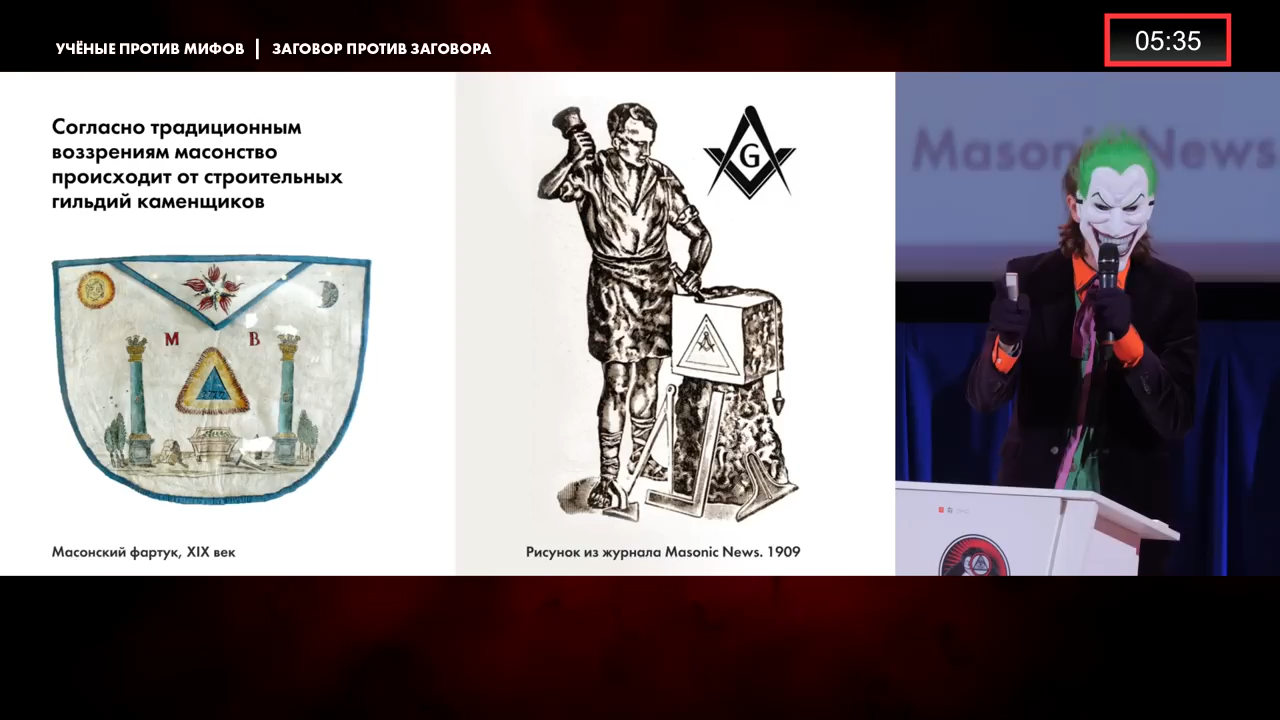 УЧЁНЫЕ ПРОТИВ МИФОВ | ЗАГОВОР ПРОТИВ ЗАГОВОРА
05:35
Согласно традиционным
воззрениям масонство
происходит от строительных
гильдий каменщиков
М В
G
Масонский фартук, XIX век
Рисунок из журнала Masonic News. 1909
Masonic News